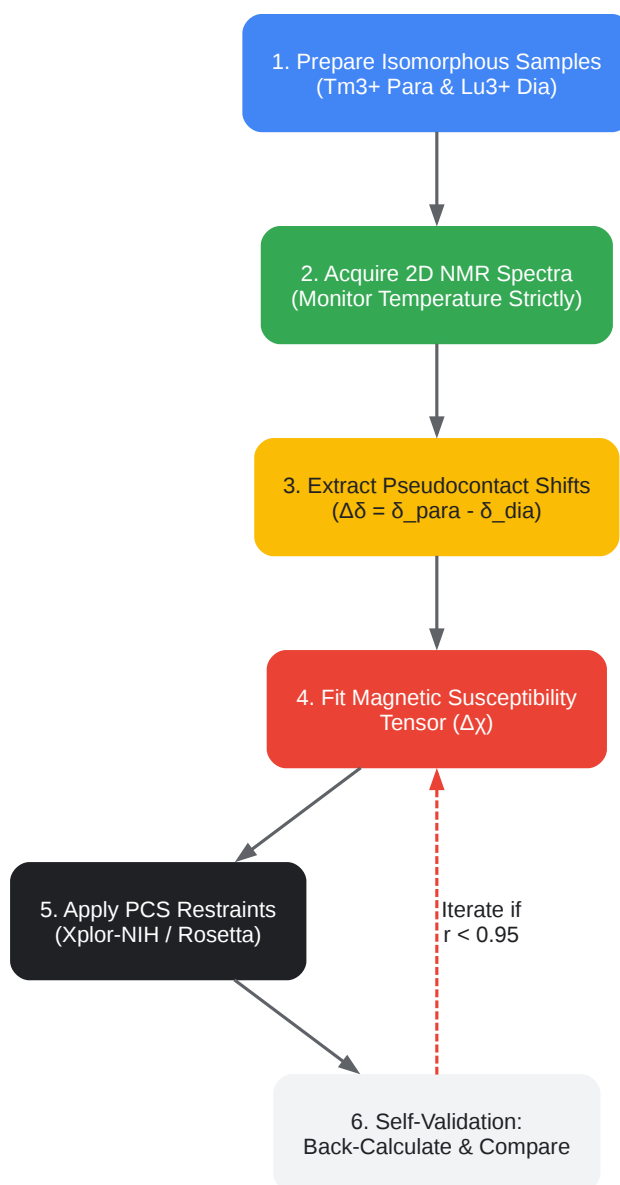 1. Prepare Isomorphous Samples
(Tm3+ Para & Lu3+ Dia)
2. Acquire 2D NMR Spectra
(Monitor Temperature Strictly)
3. Extract Pseudocontact Shifts
(Δδ = δ_para - δ_dia)
4. Fit Magnetic Susceptibility
Tensor (Δχ)
5. Apply PCS Restraints
(Xplor-NIH / Rosetta)
Iterate if
r < 0.95
6. Self-Validation:
Back-Calculate & Compare